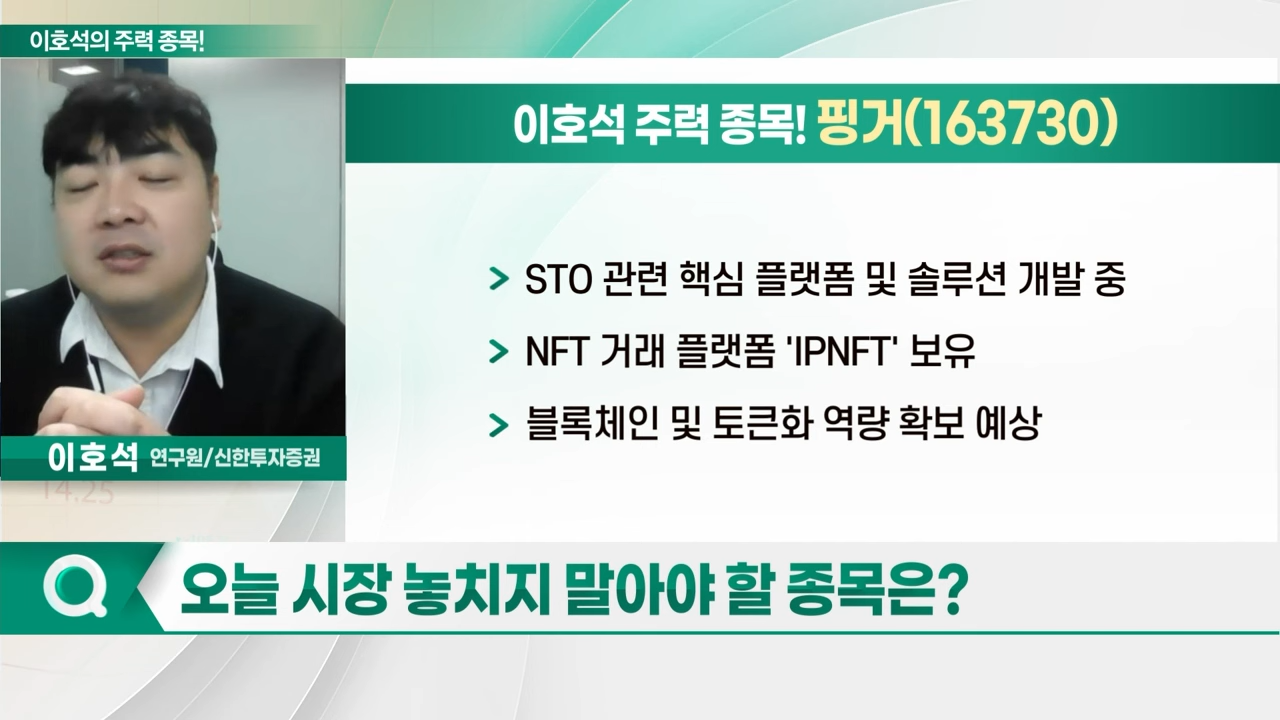 이호석의 주력 종목!
이호석 주력 종목! 핑거(163730)
> STO 관련 핵심 플랫폼 및 솔루션 개발 중
> NFT 거래 플랫폼 'IPNFT' 보유
> 블록체인 및 토큰화 역량 확보 예상
이호석 연구원/신한투자증권
14.25
Q 오늘 시장 놓치지 말아야 할 종목은?